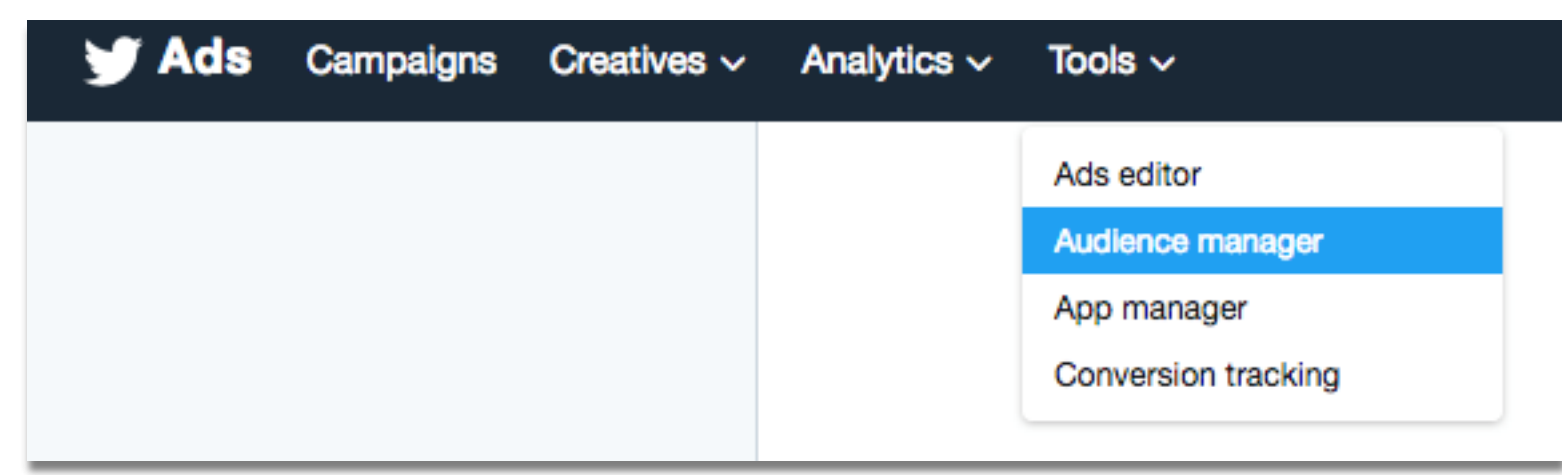 Ads Campaigns Creatives Analytics Tools
Ads editor
Audience manager
App manager
Conversion tracking